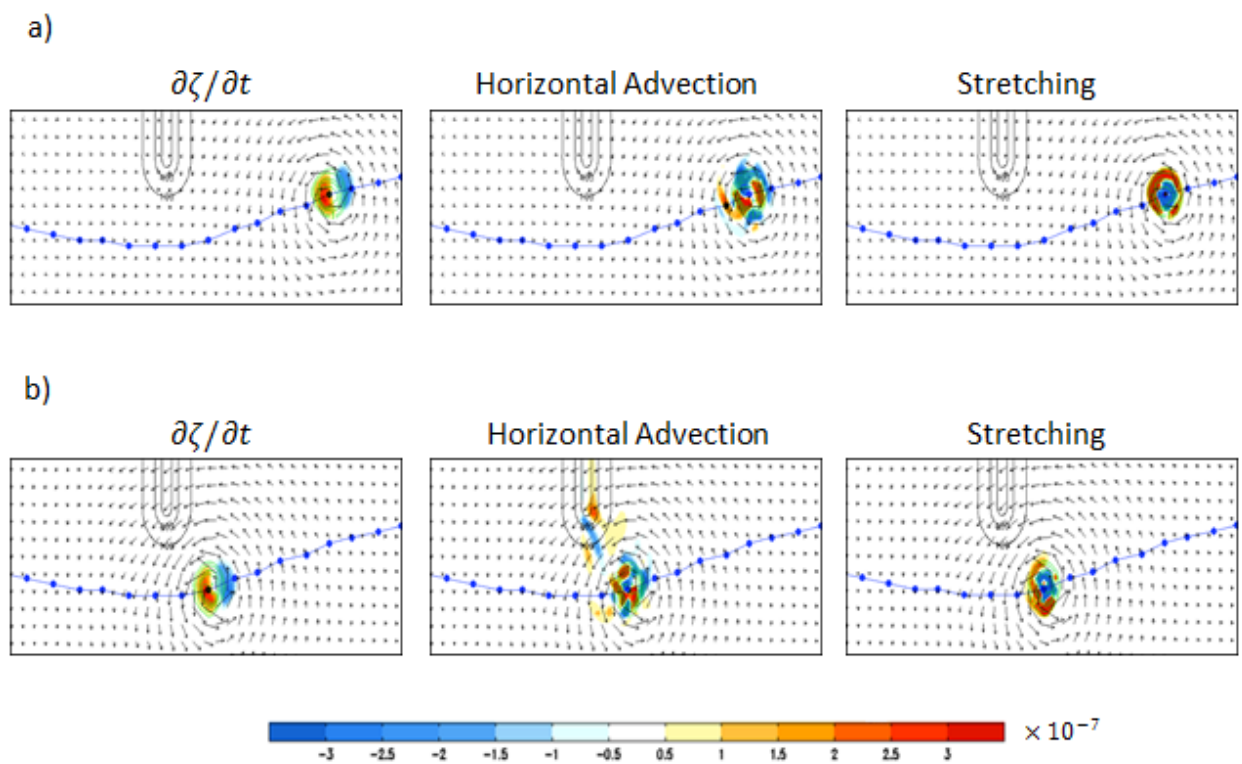 a)
∂ζ/∂t Horizontal Advection Stretching
b)
∂ζ/∂t Horizontal Advection Stretching
-3 -2.5 -2 -1.5 -1 -0.5 0.5 1 1.5 2 2.5 3 × 10⁻⁷